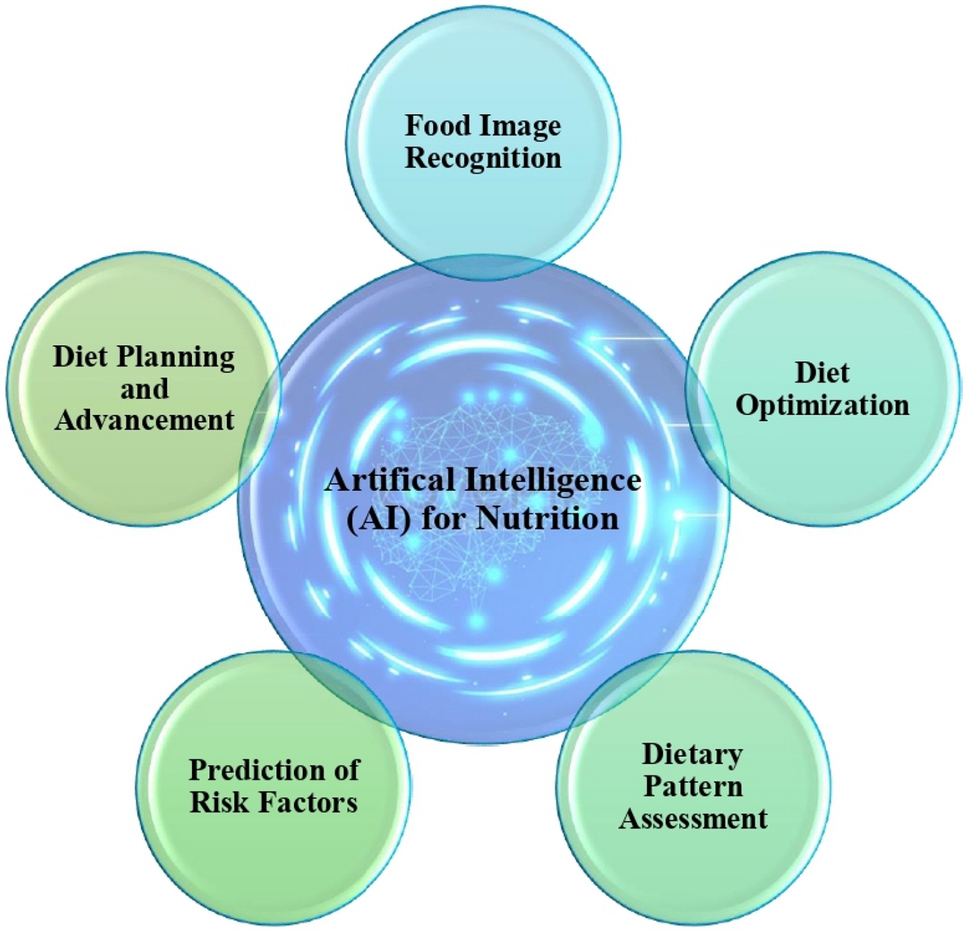 Food Image
Recognition
Diet Planning
and
Advancement
Diet
Optimization
Artifical Intelligence
(AI) for Nutrition
Prediction of
Risk Factors
Dietary
Pattern
Assessment